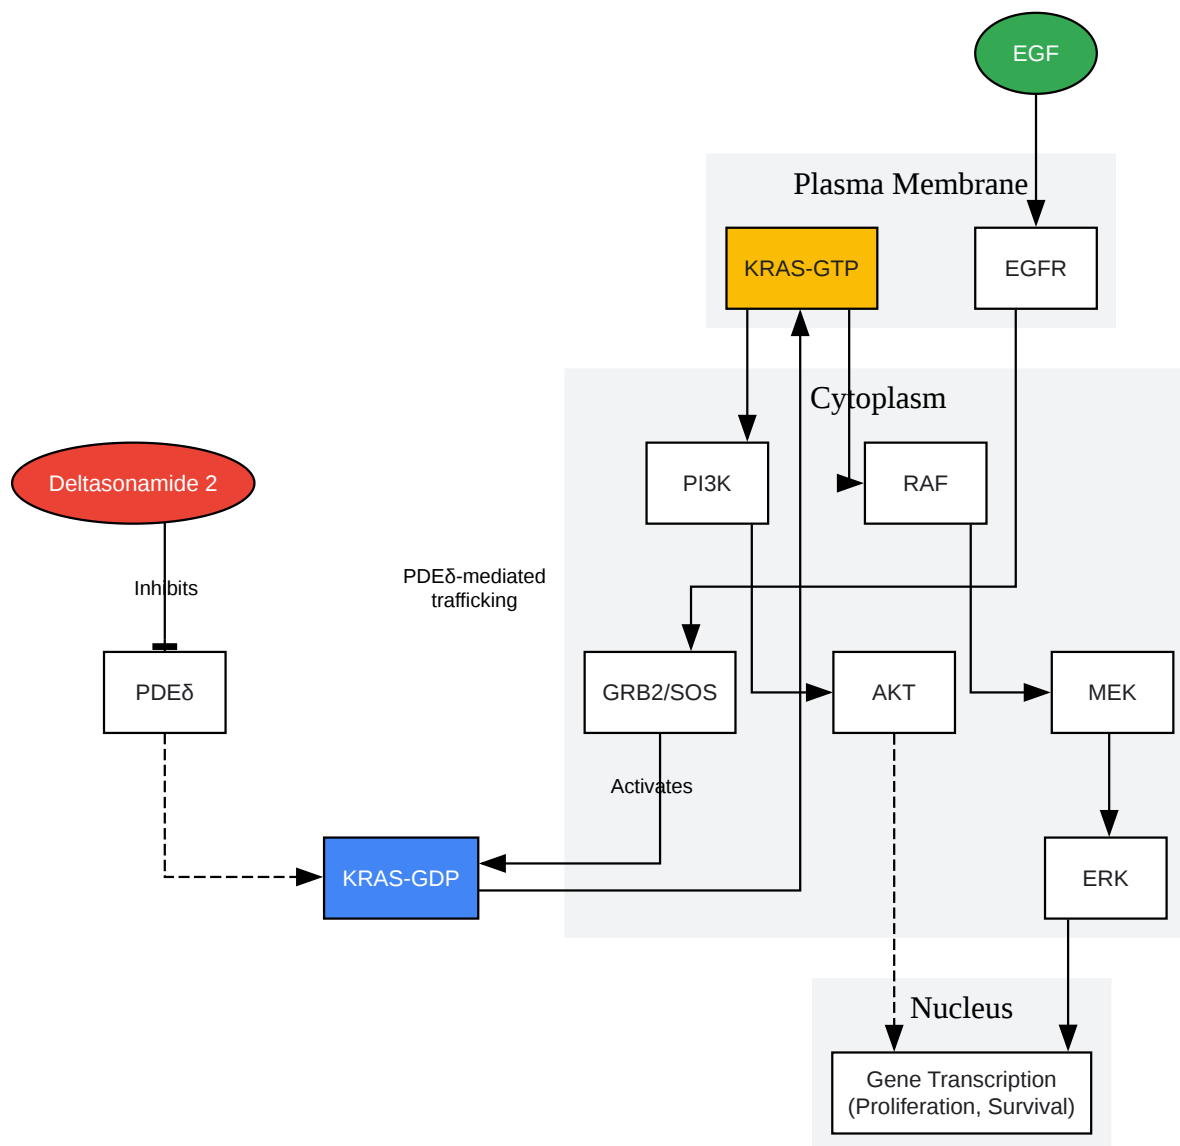 EGF
Plasma Membrane
KRAS-GTP
EGFR
Cytoplasm
Deltasonamide 2
PI3K
RAF
Inhibits
PDEδ-mediated
trafficking
PDEδ
GRB2/SOS
AKT
MEK
Activates
KRAS-GDP
ERK
Nucleus
Gene Transcription
(Proliferation, Survival)